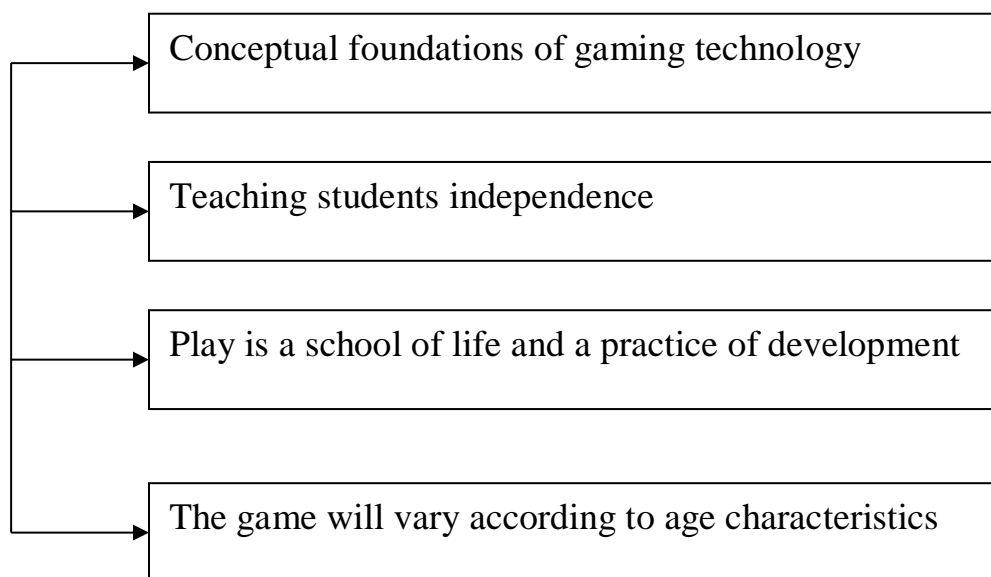 Conceptual foundations of gaming technology
Teaching students independence
Play is a school of life and a practice of development
The game will vary according to age characteristics